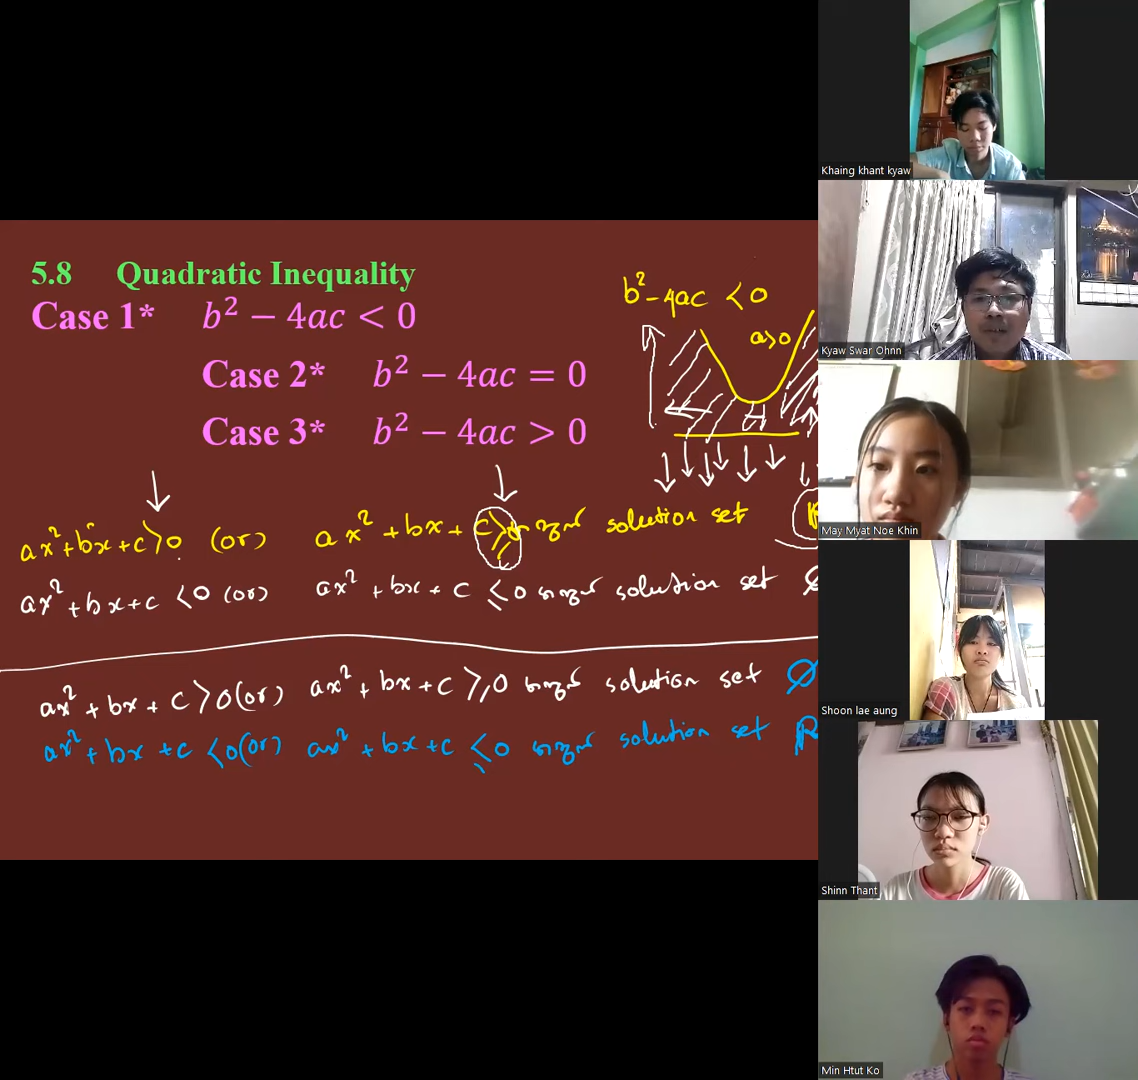 5.8 Quadratic Inequality
Case 1* b² − 4ac < 0
Case 2* b² − 4ac = 0
Case 3* b² − 4ac > 0
b² - 4ac < 0
a>0
ax²+bx+c>0 (or) ax²+bx+c≥0 solution set
ax²+bx+c <0 (or) ax²+bx+c ≤0 solution set ∅
ax²+bx+c >0(or) ax²+bx+c ≥0 solution set ∅
ax²+bx+c <0(or) ax²+bx+c ≤0 solution set R
Khaing khant kyaw
Kyaw Swar Ohnn
May Myat Noe Khin
Shoon lae aung
Shinn Thant
Min Htut Ko